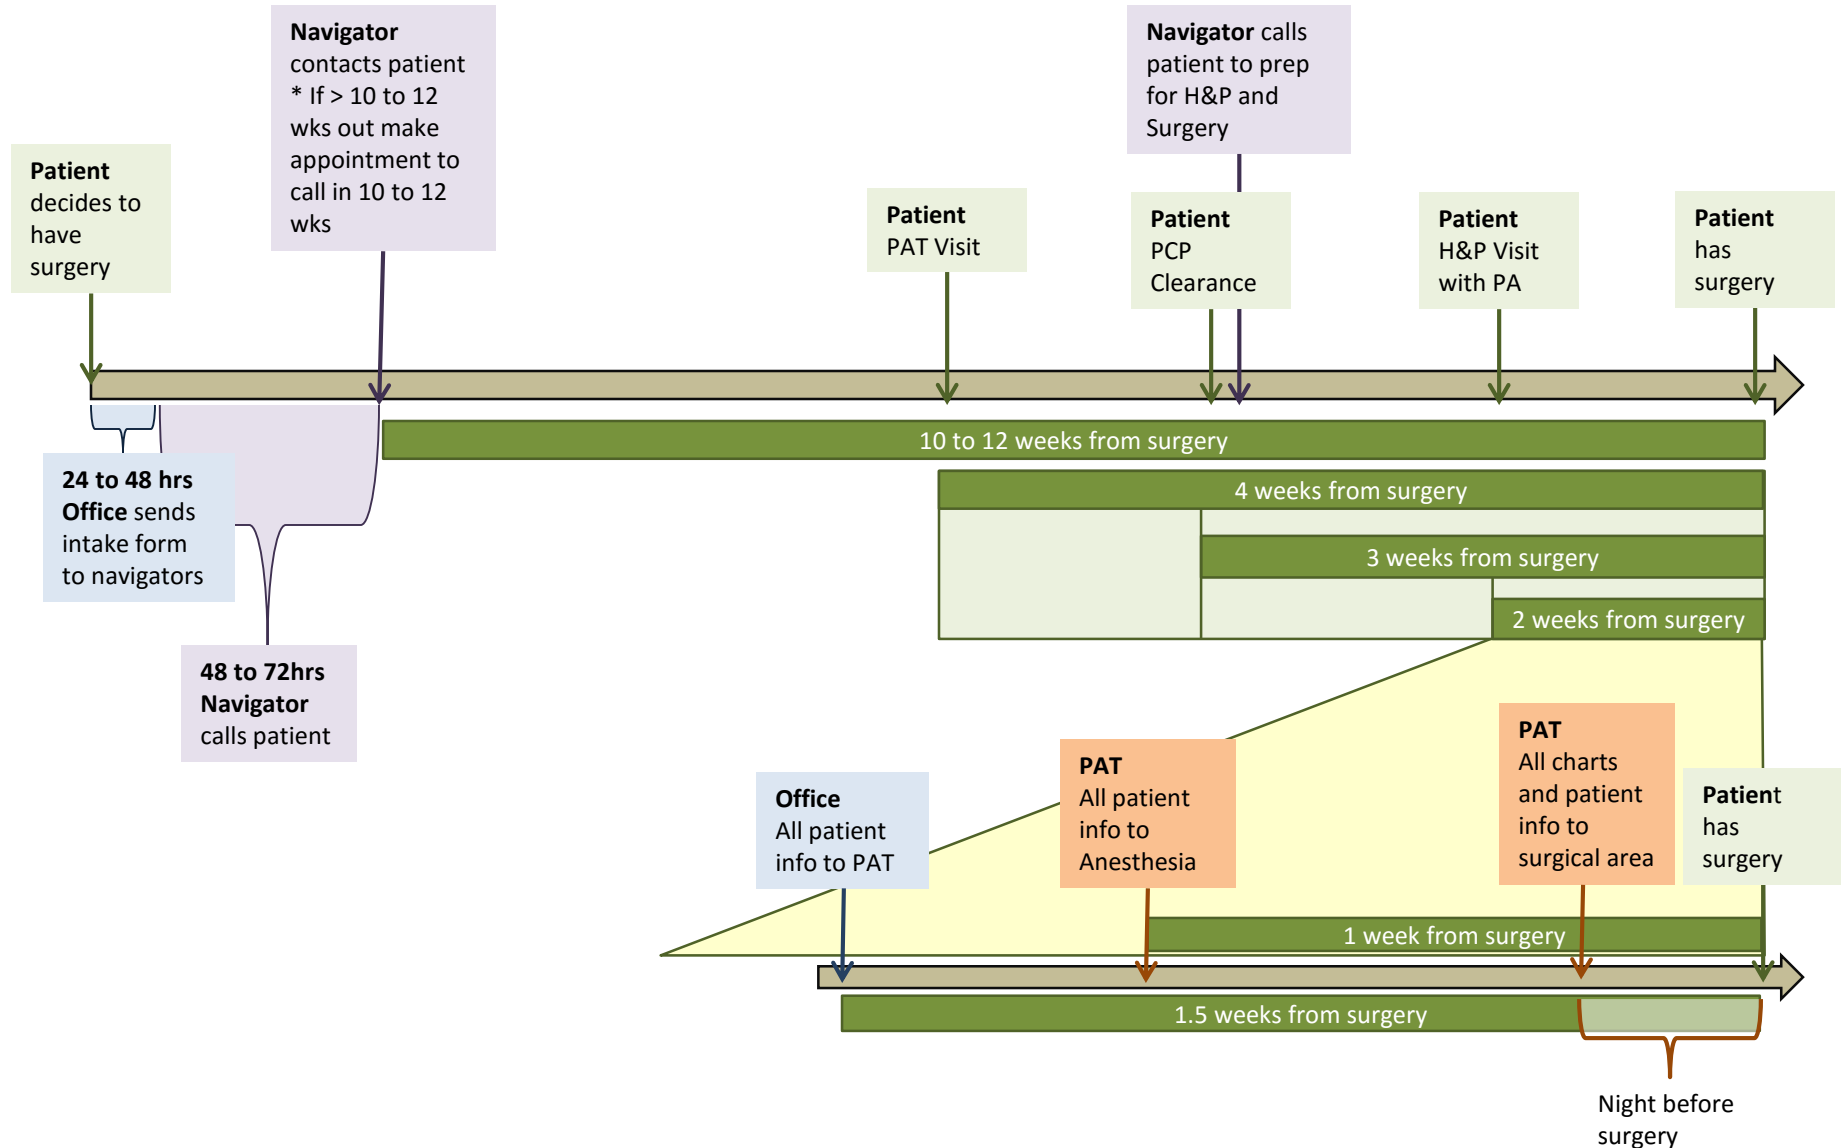 Navigator
contacts patient
* If > 10 to 12
wks out make
appointment to
call in 10 to 12
wks
Navigator calls
patient to prep
for H&P and
Surgery
Patient
decides to
have
surgery
Patient
PAT Visit
Patient
PCP
Clearance
Patient
H&P Visit
with PA
Patient
has
surgery
10 to 12 weeks from surgery
24 to 48 hrs
Office sends
intake form
to navigators
4 weeks from surgery
3 weeks from surgery
2 weeks from surgery
48 to 72hrs
Navigator
calls patient
Office
All patient
info to PAT
PAT
All patient
info to
Anesthesia
PAT
All charts
and patient
info to
surgical area
Patient
has
surgery
1 week from surgery
1.5 weeks from surgery
Night before
surgery